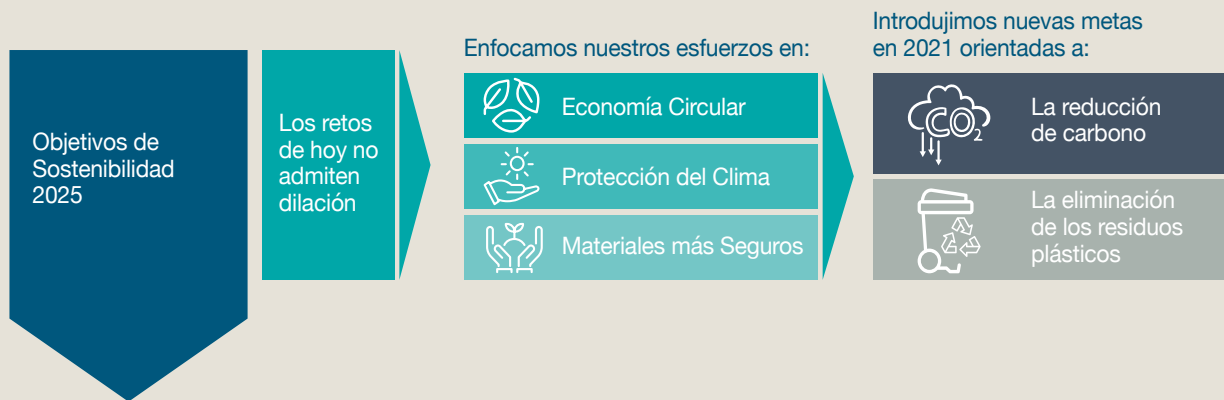 Objetivos de
Sostenibilidad
2025
Los retos
de hoy no
admiten
dilación
Enfocamos nuestros esfuerzos en:
Economía Circular
Protección del Clima
Materiales más Seguros
Introdujimos nuevas metas
en 2021 orientadas a:
CO2
La reducción
de carbono
La eliminación
de los residuos
plásticos